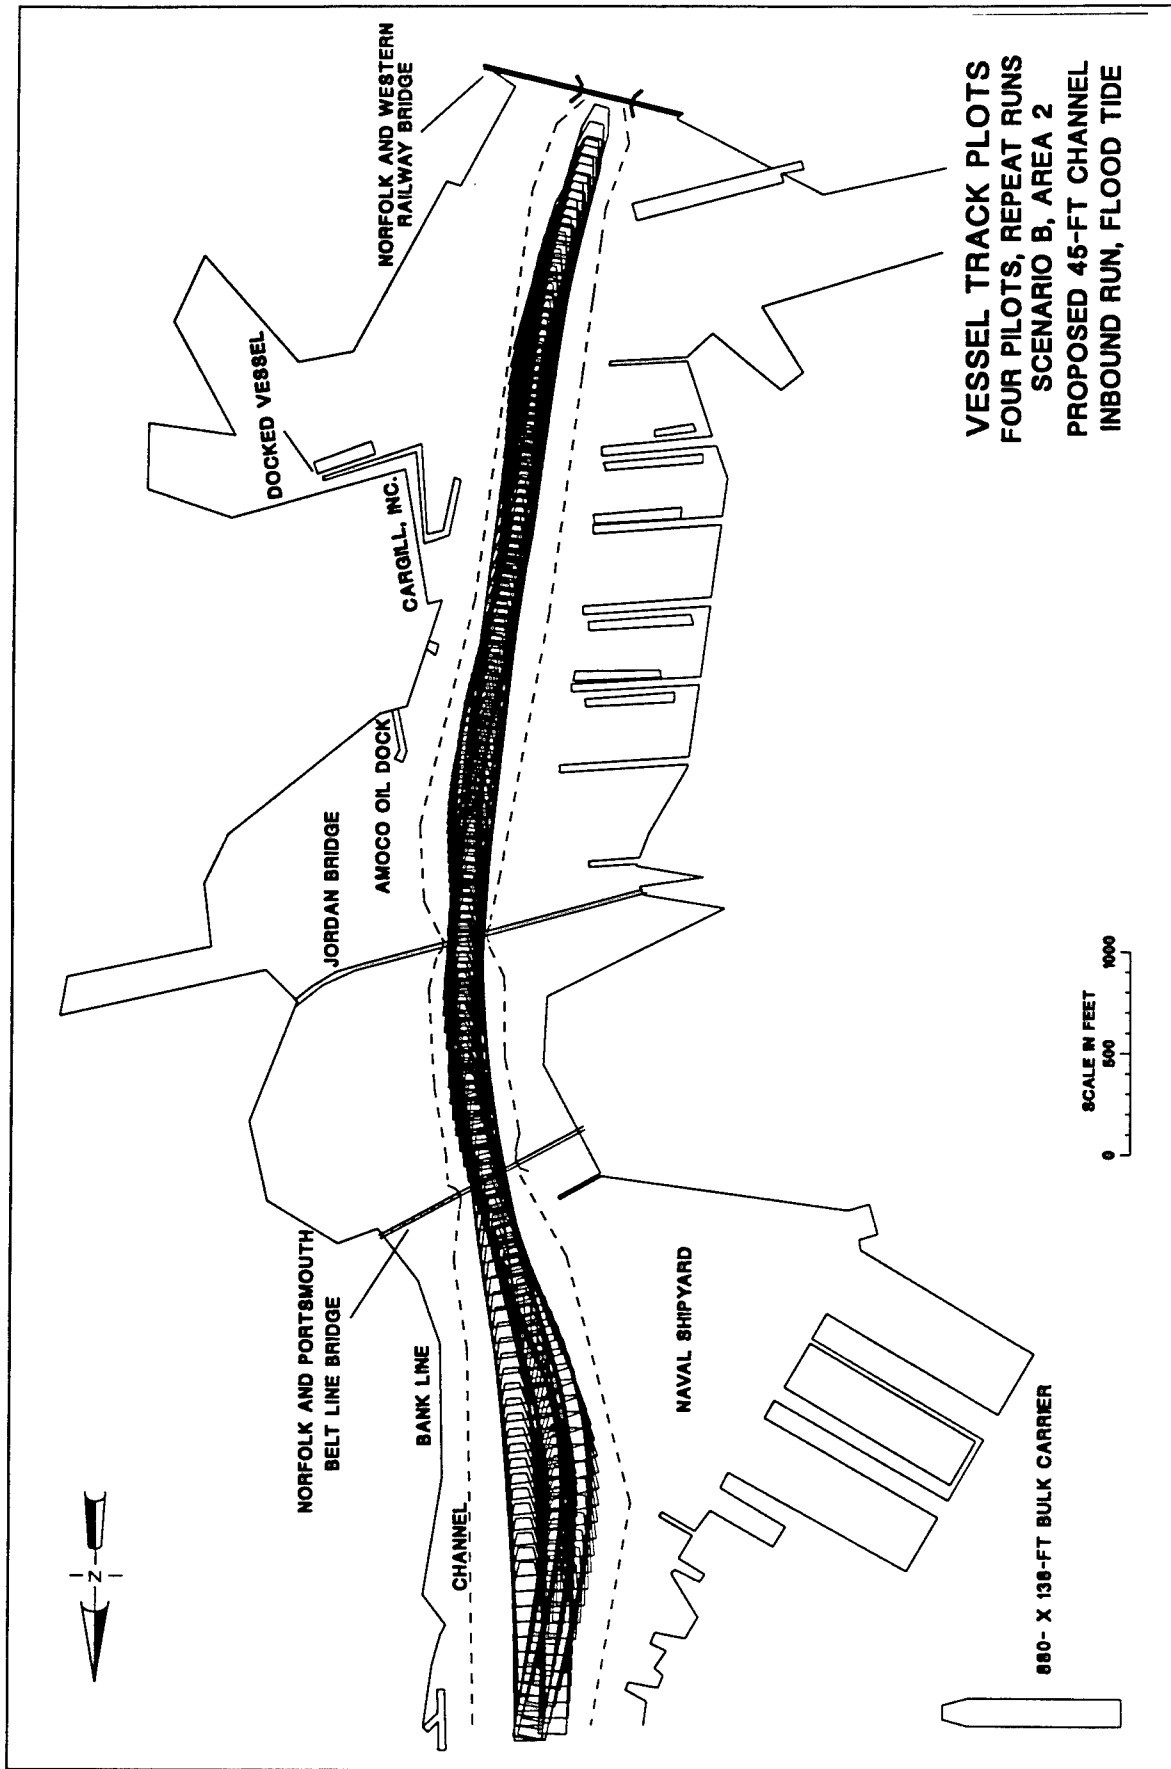 NORFOLK AND WESTERN
RAILWAY BRIDGE
DOCKED VESSEL
CARGILL, INC.
AMOCO OIL DOCK
JORDAN BRIDGE
NORFOLK AND PORTSMOUTH
BELT LINE BRIDGE
BANK LINE
CHANNEL
NAVAL SHIPYARD
N
SCALE IN FEET
0 500 1000
880- X 138-FT BULK CARRIER
VESSEL TRACK PLOTS
FOUR PILOTS, REPEAT RUNS
SCENARIO B, AREA 2
PROPOSED 45-FT CHANNEL
INBOUND RUN, FLOOD TIDE